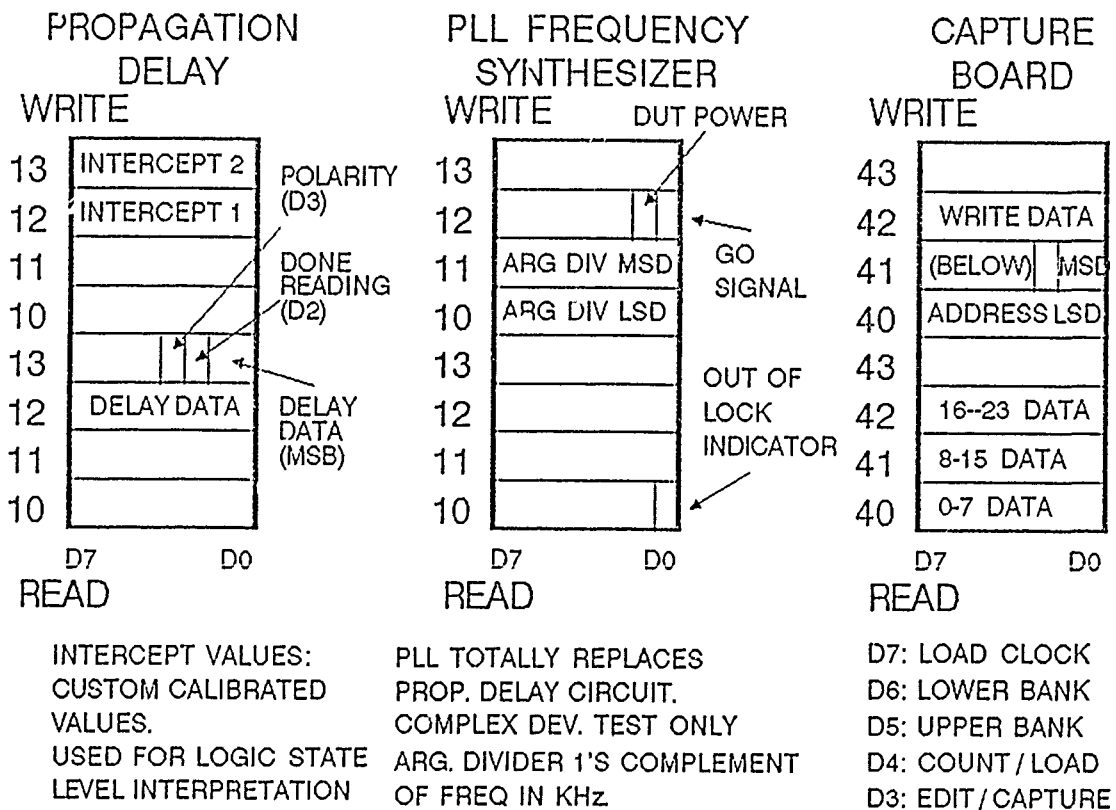 PROPAGATION
DELAY
WRITE
13 INTERCEPT 2
12 INTERCEPT 1
11
10
13
12 DELAY DATA
11
10
D7 D0
READ
POLARITY
(D3)
DONE
READING
(D2)
DELAY
DATA
(MSB)
INTERCEPT VALUES:
CUSTOM CALIBRATED
VALUES.
USED FOR LOGIC STATE
LEVEL INTERPRETATION
PLL FREQUENCY
SYNTHESIZER
WRITE
DUT POWER
13
12
11 ARG DIV MSD
10 ARG DIV LSD
13
12
11
10
D7 D0
READ
GO
SIGNAL
OUT OF
LOCK
INDICATOR
PLL TOTALLY REPLACES
PROP. DELAY CIRCUIT.
COMPLEX DEV. TEST ONLY
ARG. DIVIDER 1'S COMPLEMENT
OF FREQ IN KHz
CAPTURE
BOARD
WRITE
43
42 WRITE DATA
41 (BELOW) MSD
40 ADDRESS LSD
43
42 16--23 DATA
41 8-15 DATA
40 0-7 DATA
D7 D0
READ
D7: LOAD CLOCK
D6: LOWER BANK
D5: UPPER BANK
D4: COUNT / LOAD
D3: EDIT / CAPTURE